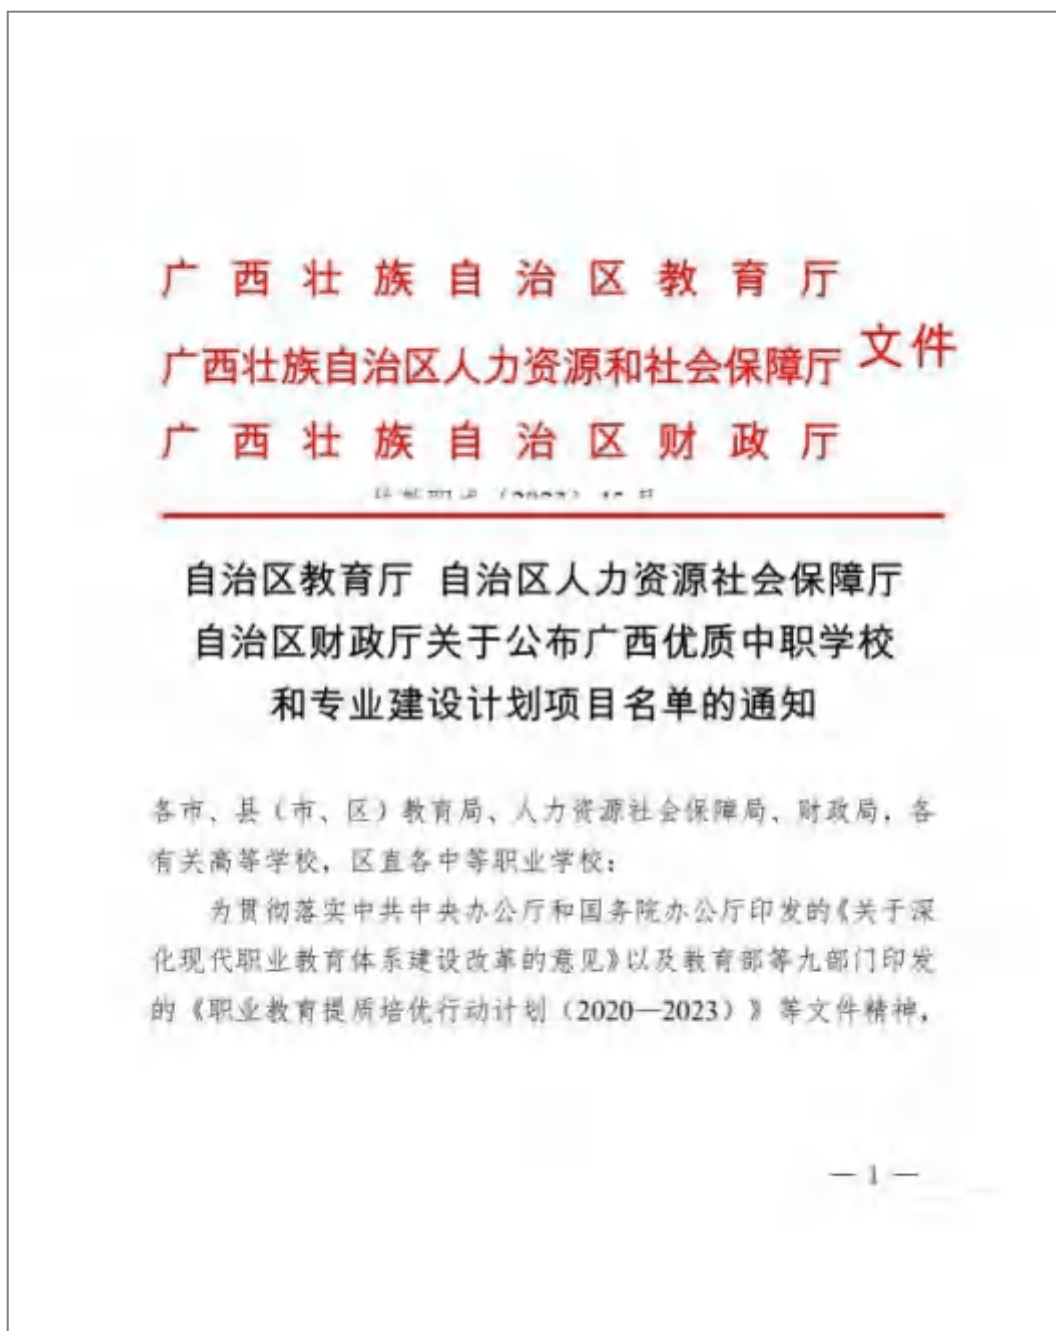 广西壮族自治区教育厅
广西壮族自治区人力资源和社会保障厅 文件
广西壮族自治区财政厅
自治区教育厅 自治区人力资源社会保障厅
自治区财政厅关于公布广西优质中职学校
和专业建设计划项目名单的通知
各市、县（市、区）教育局、人力资源社会保障局、财政局，各
有关高等学校，区直各中等职业学校：
为贯彻落实中共中央办公厅和国务院办公厅印发的《关于深
化现代职业教育体系建设改革的意见》以及教育部等九部门印发
的《职业教育提质培优行动计划（2020—2023）》等文件精神，
— 1 —